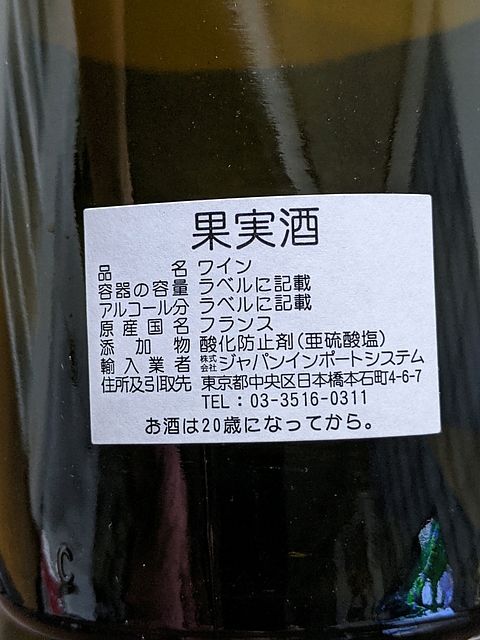 果実酒
品名 ワイン
容器の容量 ラベルに記載
アルコール分 ラベルに記載
原産国名 フランス
添加物 酸化防止剤(亜硫酸塩)
輸入業者 株式会社ジャパンインポートシステム
住所及引取先 東京都中央区日本橋本石町4-6-7
TEL:03-3516-0311
お酒は20歳になってから。